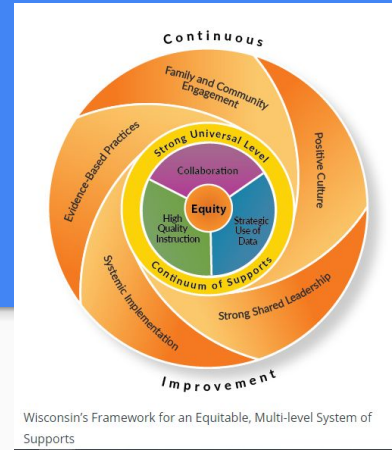 Continuous
Family and Community
Engagement
Positive Culture
Evidence-Based Practices
Strong Universal Level
Collaboration
Equity
High
Quality
Instruction
Strategic
Use of
Data
Continuum of Supports
Systemic Implementation
Strong Shared Leadership
Improvement
Wisconsin's Framework for an Equitable, Multi-level System of
Supports